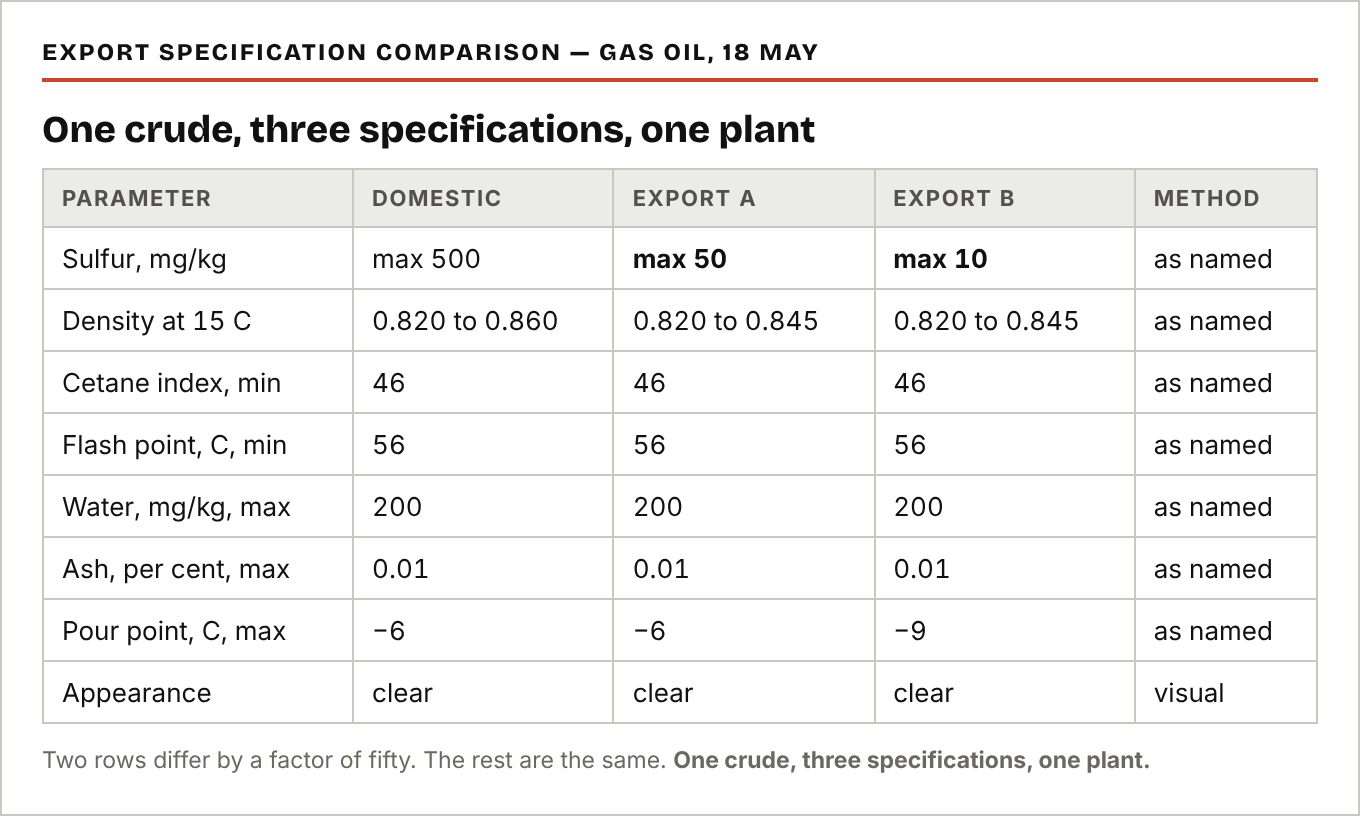 EXPORT SPECIFICATION COMPARISON — GAS OIL, 18 MAY
One crude, three specifications, one plant
PARAMETER DOMESTIC EXPORT A EXPORT B METHOD
Sulfur, mg/kg max 500 max 50 max 10 as named
Density at 15 C 0.820 to 0.860 0.820 to 0.845 0.820 to 0.845 as named
Cetane index, min 46 46 46 as named
Flash point, C, min 56 56 56 as named
Water, mg/kg, max 200 200 200 as named
Ash, per cent, max 0.01 0.01 0.01 as named
Pour point, C, max −6 −6 −9 as named
Appearance clear clear clear visual
Two rows differ by a factor of fifty. The rest are the same. One crude, three specifications, one plant.